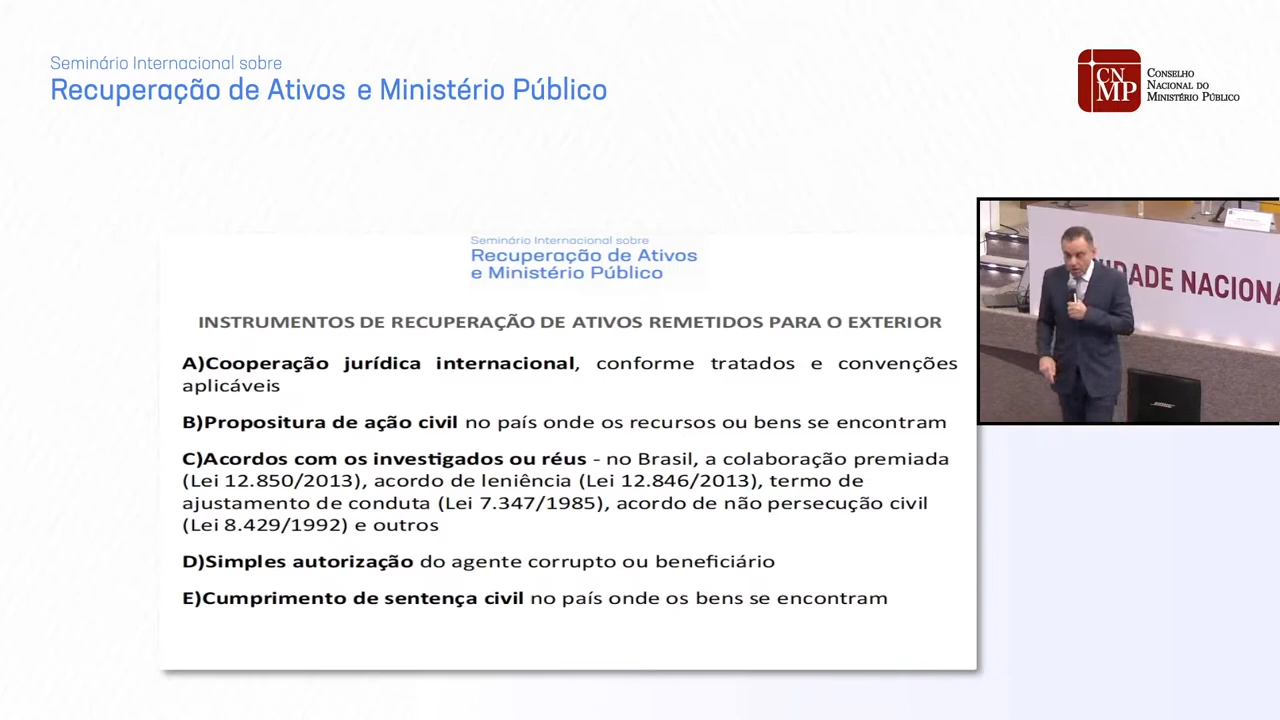 Seminário Internacional sobre
Recuperação de Ativos e Ministério Público
CN
MP
CONSELHO
NACIONAL DO
MINISTÉRIO PÚBLICO
Seminário Internacional sobre
Recuperação de Ativos
e Ministério Público
INSTRUMENTOS DE RECUPERAÇÃO DE ATIVOS REMETIDOS PARA O EXTERIOR
A)Cooperação jurídica internacional, conforme tratados e convenções
aplicáveis
B)Propositura de ação civil no país onde os recursos ou bens se encontram
C)Acordos com os investigados ou réus - no Brasil, a colaboração premiada
(Lei 12.850/2013), acordo de leniência (Lei 12.846/2013), termo de
ajustamento de conduta (Lei 7.347/1985), acordo de não persecução civil
(Lei 8.429/1992) e outros
D)Simples autorização do agente corrupto ou beneficiário
E)Cumprimento de sentença civil no país onde os bens se encontram
IDADE NACIONA
BOSE